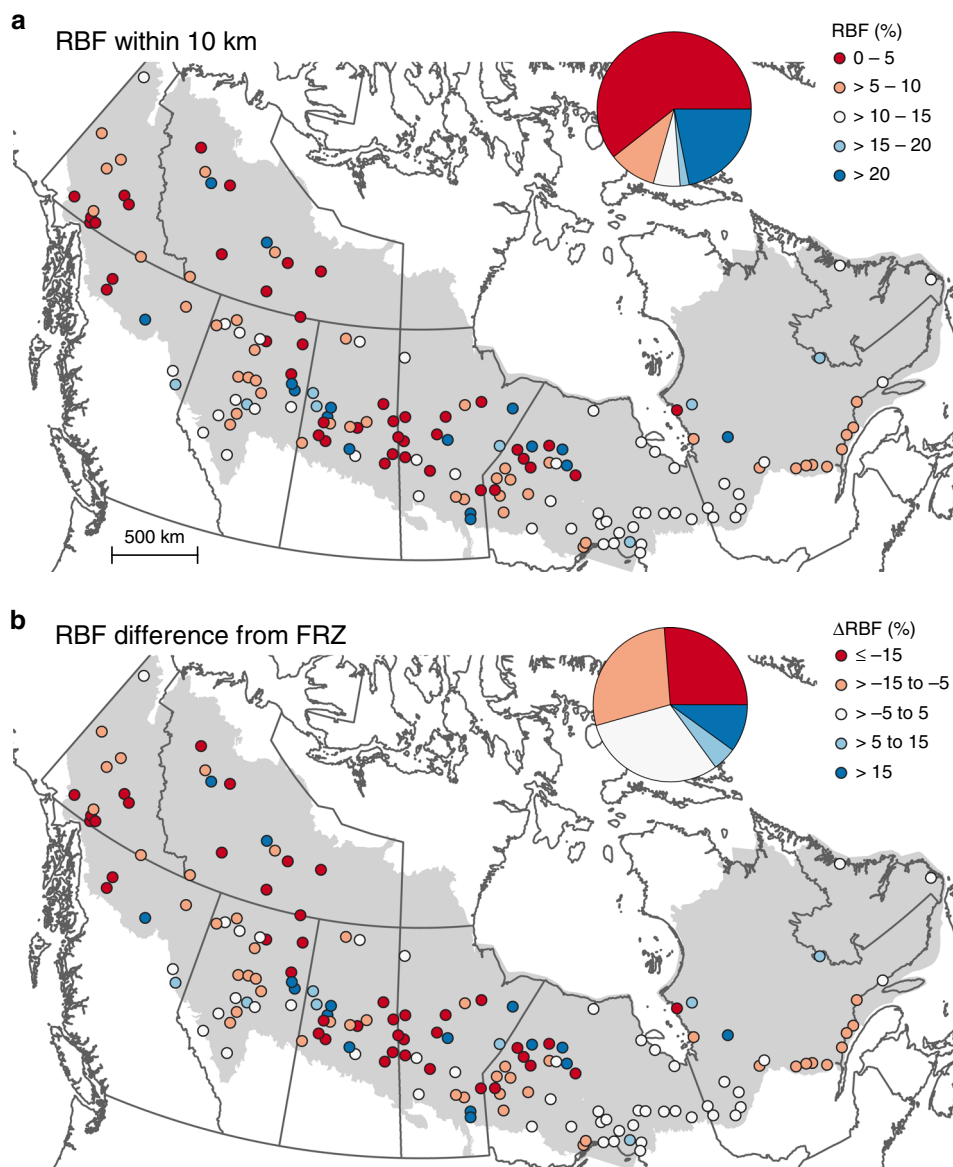 a
RBF within 10 km
RBF (%)
0 – 5
> 5 – 10
> 10 – 15
> 15 – 20
> 20
500 km
b
RBF difference from FRZ
ΔRBF (%)
≤ –15
> –15 to –5
> –5 to 5
> 5 to 15
> 15